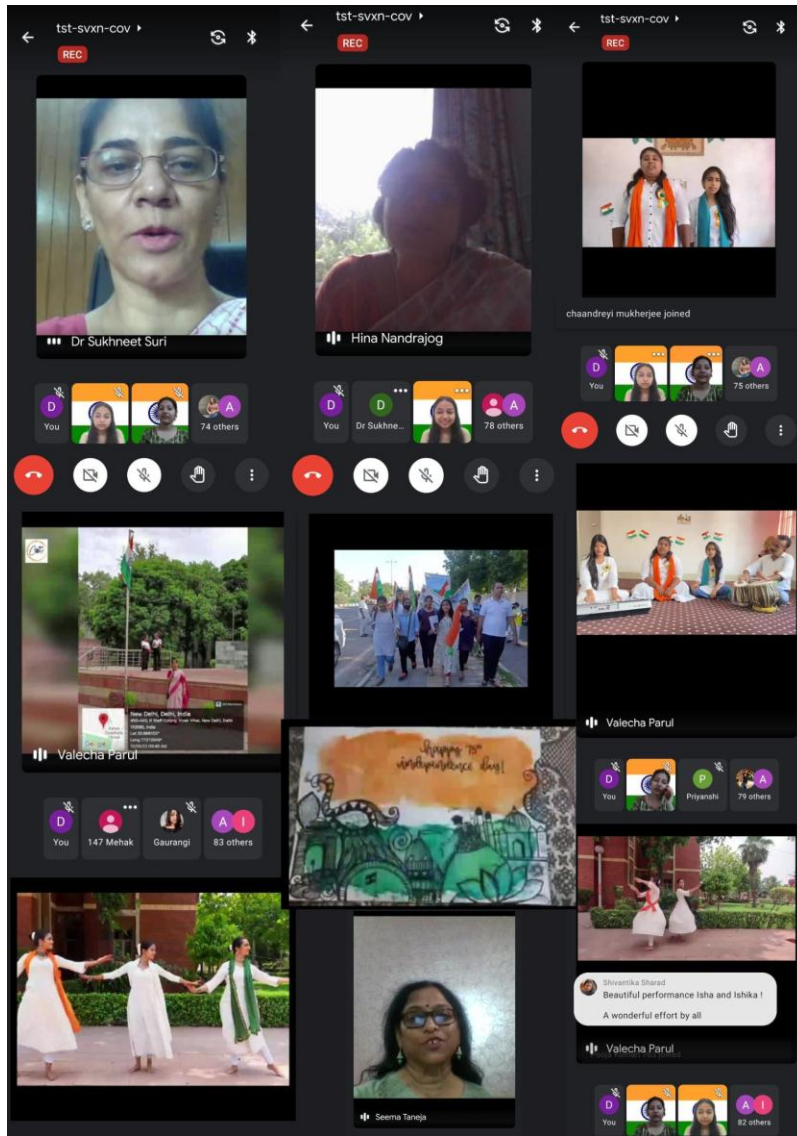 tst-svxn-cov
REC
Dr Sukhneet Suri
D
A
You
74 others
tst-svxn-cov
REC
Hina Nandrajog
D
D
A
You
Dr Sukhne...
78 others
tst-svxn-cov
REC
chaandreyi mukherjee joined
D
A
You
75 others
New Delhi, Delhi, India
Google
Valecha Parul
D
A
I
You
147 Mehak
Gaurangi
83 others
happy 75th
independence day!
Seema Taneja
Valecha Parul
D
P
A
You
Priyanshi
79 others
Shivantika Sharad
Beautiful performance Isha and Ishika !
A wonderful effort by all
Valecha Parul
D
A
I
You
82 others